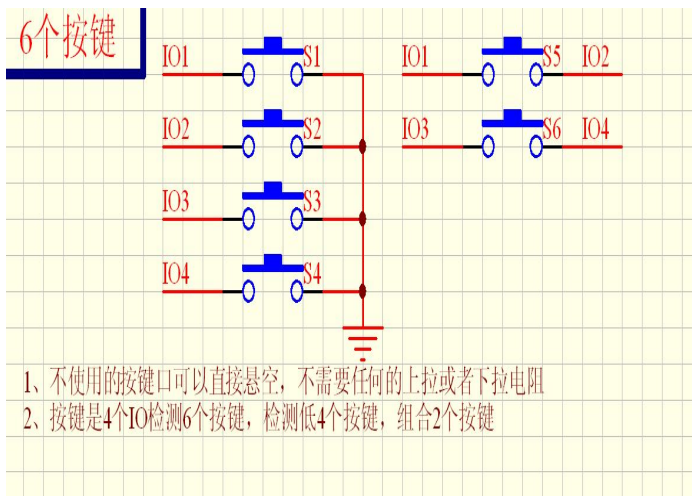 6个按键
IO1 S1 IO1 S5 IO2
IO2 S2 IO3 S6 IO4
IO3 S3
IO4 S4
1、不使用的按键口可以直接悬空，不需要任何的上拉或者下拉电阻
2、按键是4个IO检测6个按键，检测低4个按键，组合2个按键